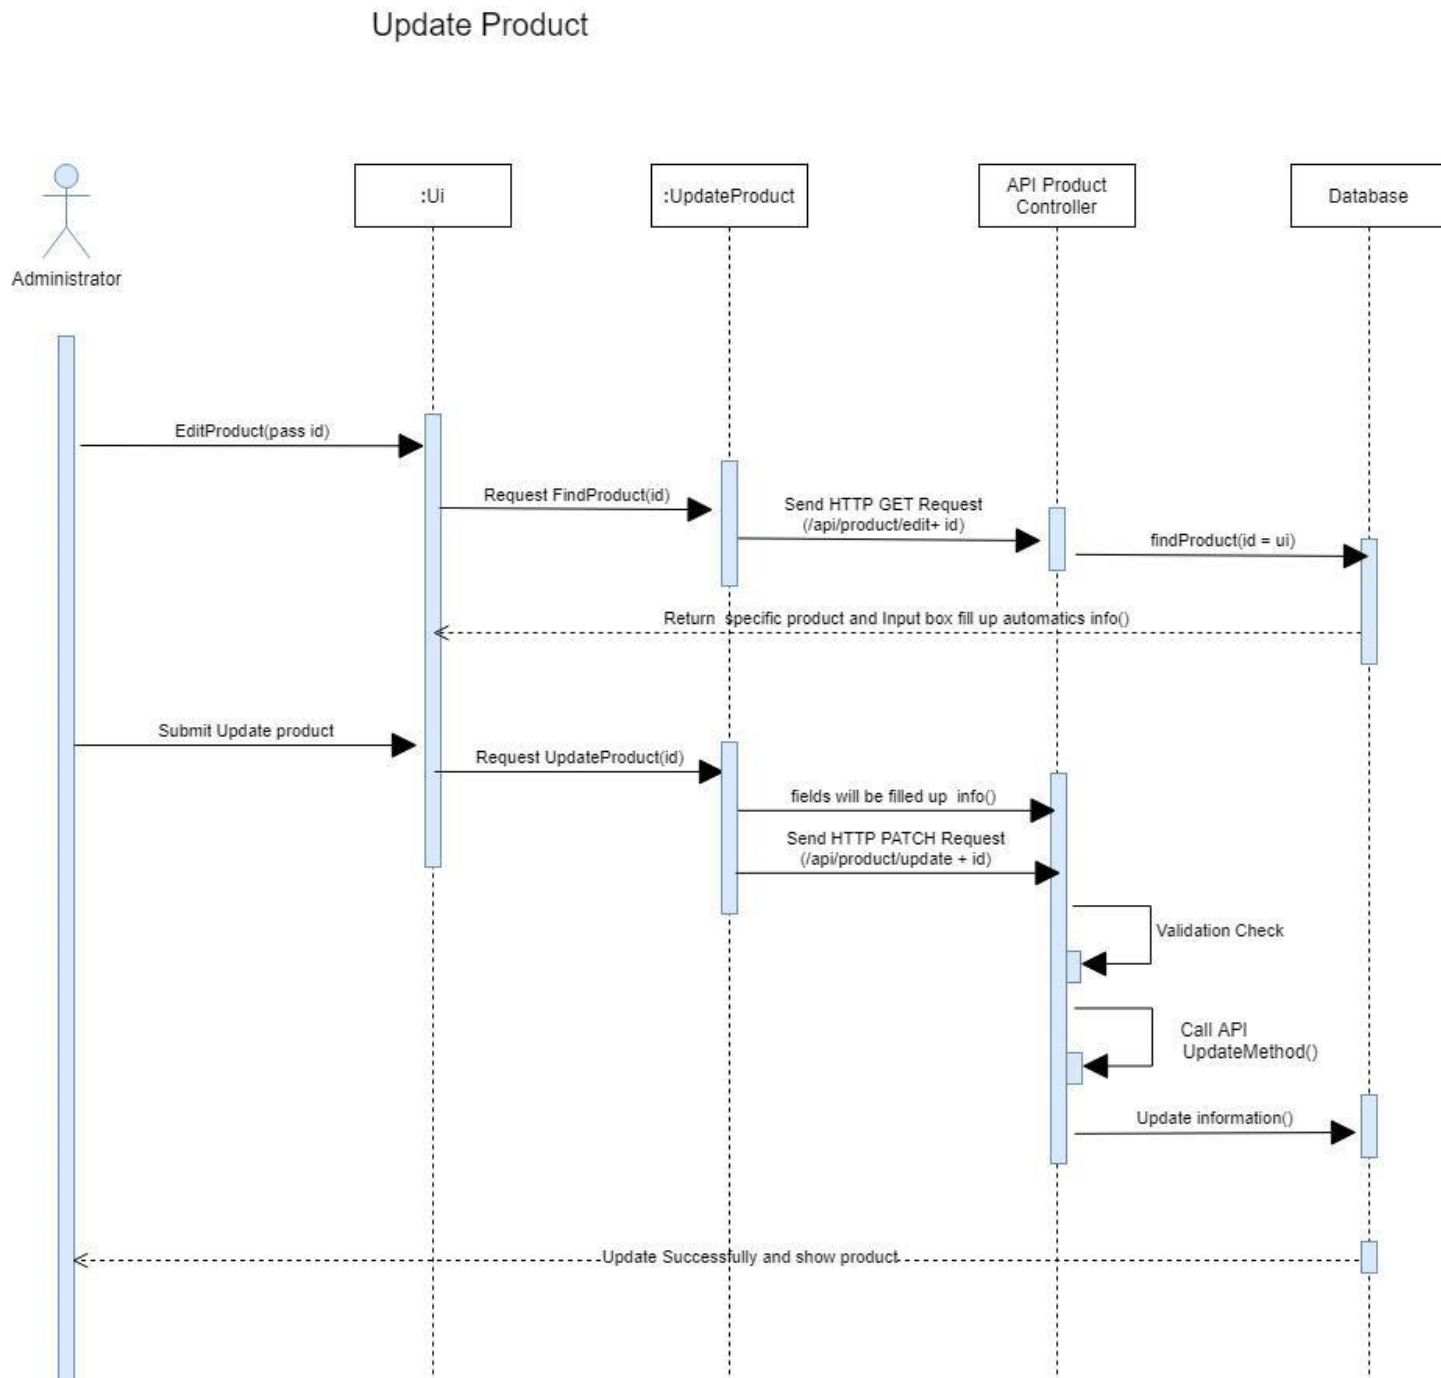 Update Product
:Ui
:UpdateProduct
API Product
Controller
Database
Administrator
EditProduct(pass id)
Request FindProduct(id)
Send HTTP GET Request
(/api/product/edit+ id)
findProduct(id = ui)
Return  specific product and Input box fill up automatics info()
Submit Update product
Request UpdateProduct(id)
fields will be filled up  info()
Send HTTP PATCH Request
(/api/product/update + id)
Validation Check
Call API
UpdateMethod()
Update information()
Update Successfully and show product